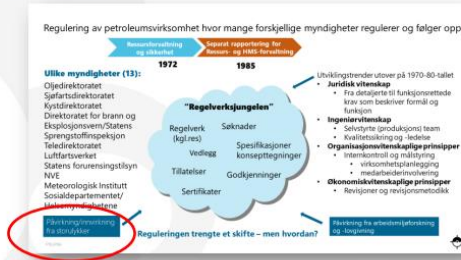 Regulering av petroleumsvirksomhet hvor mange forskjellige myndigheter regulerer og følger opp
Ressursforvaltning
og sikkerhet
Separat rapportering for
Ressurs- og HMS-forvaltning
1972
1985
Ulike myndigheter (13):
Oljedirektoratet
Sjøfartsdirektoratet
Kystdirektoratet
Direktoratet for brann og
Eksplosjonsvern/Statens
Sprengstoffinspeksjon
Teledirektoratet
Luftfartsverket
Statens forurensingstilsyn
NVE
Meteorologisk Institutt
Sosialdepartementet/
Helsemyndighetene
"Regelverksjungelen"
Regelverk
(kgl.res)
Søknader
Vedlegg
Spesifikasjoner
konsepttegninger
Tillatelser
Godkjenninger
Sertifikater
Utviklingstrender utover på 1970-80-tallet
• Juridisk vitenskap
• Fra detaljerte til funksjonsrettede
krav som beskriver formål og
funksjon
• Ingeniørvitenskap
• Selvstyrte (produksjons) team
• Kvalitetssikring og -ledelse
• Organisasjonsvitenskaplige prinsipper
• Internkontroll og målstyring
• virksomhetsplanlegging
• medarbeiderinvolvering
• Økonomiskvitenskaplige prinsipper
• Revisjoner og revisjonsmetodikk
Påvirkning/innvirkning
fra storulykker
Reguleringen trengte et skifte – men hvordan?
Påvirkning fra arbeidsmiljøforskning
og -lovgivning